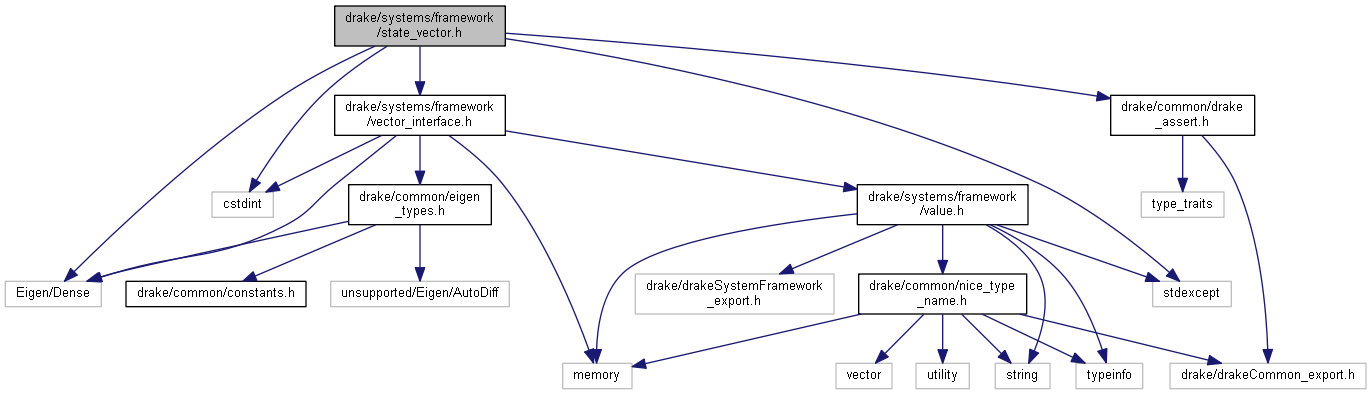 drake/systems/framework
/state_vector.h
drake/systems/framework
/vector_interface.h
drake/common/drake
_assert.h
cstdint
drake/common/eigen
_types.h
drake/systems/framework
/value.h
type_traits
Eigen/Dense
drake/common/constants.h
unsupported/Eigen/AutoDiff
drake/drakeSystemFramework
_export.h
drake/common/nice_type
_name.h
stdexcept
memory
vector
utility
string
typeinfo
drake/drakeCommon_export.h